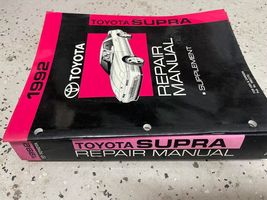 1992
TOYOTA SUPRA
TOYOTA
REPAIR
MANUAL
• SUPPLEMENT
TOYOTA SUPRA
REPAIR MANUAL